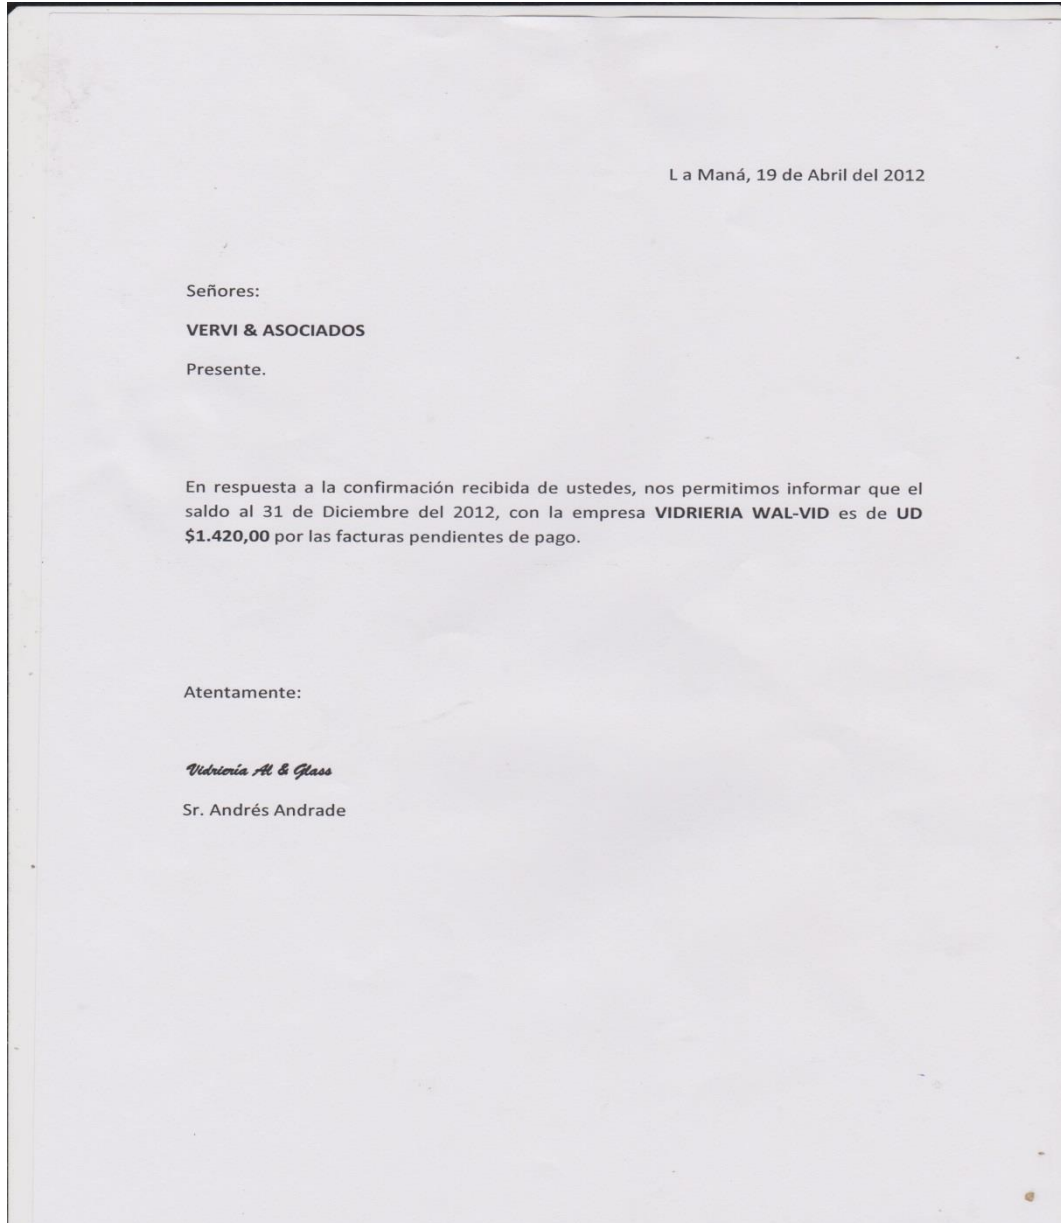 L a Maná, 19 de Abril del 2012
Señores:
VERVI & ASOCIADOS
Presente.
En respuesta a la confirmación recibida de ustedes, nos permitimos informar que el
saldo al 31 de Diciembre del 2012, con la empresa VIDRIERIA WAL-VID es de UD
$1.420,00 por las facturas pendientes de pago.
Atentamente:
Vidriería Al & Glass
Sr. Andrés Andrade